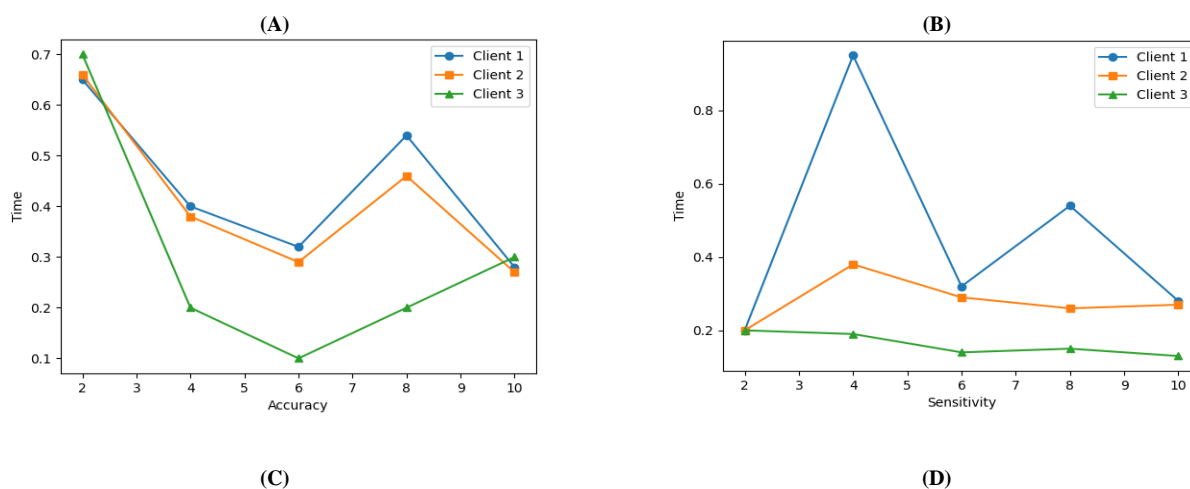 (A)
0.7
0.6
0.5
0.4
0.3
0.2
0.1
2 3 4 5 6 7 8 9 10
Time
Accuracy
Client 1
Client 2
Client 3
(B)
0.8
0.6
0.4
0.2
2 3 4 5 6 7 8 9 10
Time
Sensitivity
Client 1
Client 2
Client 3
(C)
(D)